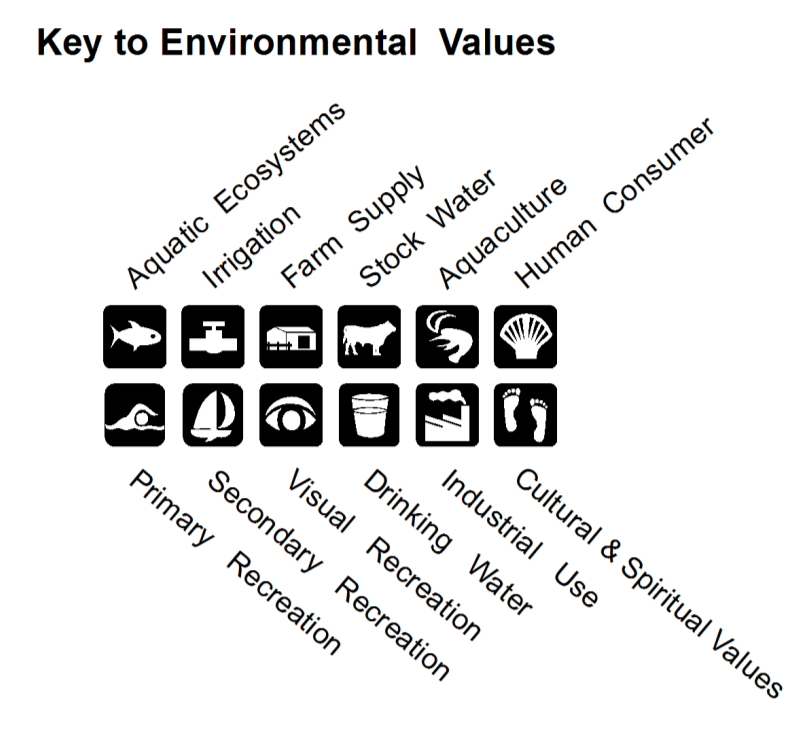 Key to Environmental Values
Aquatic Ecosystems
Irrigation
Farm Supply
Stock Water
Aquaculture
Human Consumer
Primary Recreation
Secondary Recreation
Visual Recreation
Drinking Water
Industrial Use
Cultural & Spiritual Values